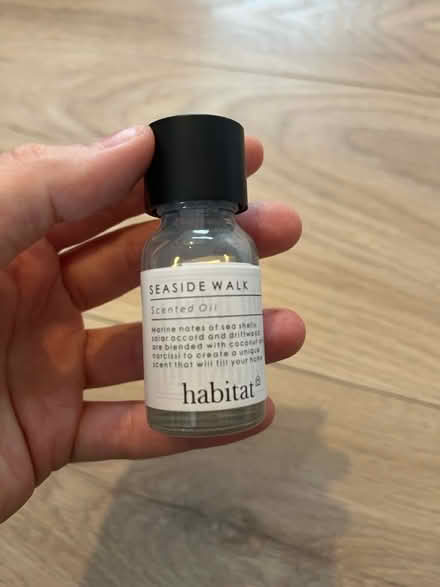 SEASIDE WALK
Scented Oil
Marine notes of sea shells,
solar accord and driftwood
are blended with coconut and
narcissi to create a unique
scent that will fill your home
habitat